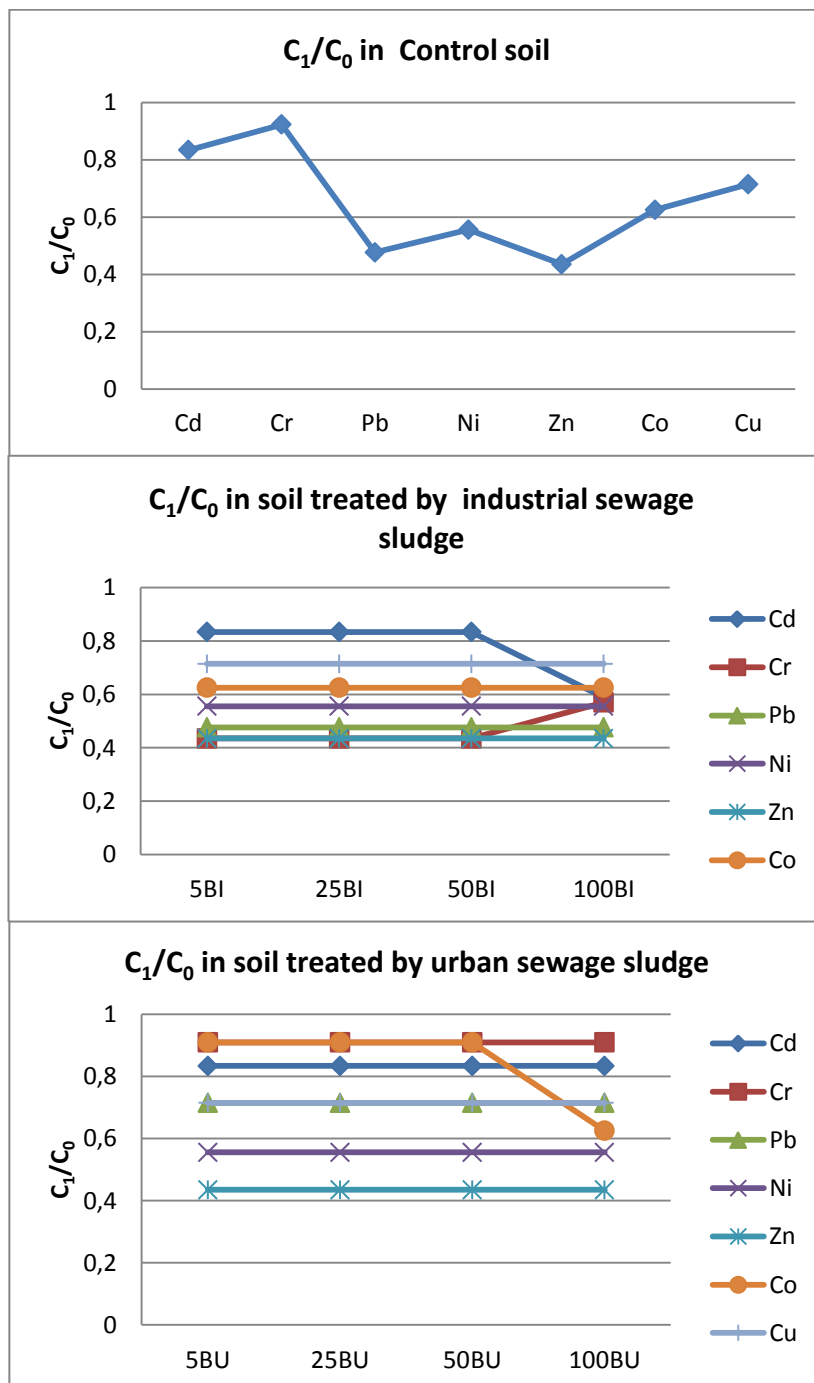 C₁/C₀ in Control soil
1
0,8
0,6
0,4
0,2
0
C₁/C₀
Cd Cr Pb Ni Zn Co Cu
C₁/C₀ in soil treated by industrial sewage
sludge
1
0,8
0,6
0,4
0,2
0
C₁/C₀
5BI 25BI 50BI 100BI
Cd
Cr
Pb
Ni
Zn
Co
C₁/C₀ in soil treated by urban sewage sludge
1
0,8
0,6
0,4
0,2
0
C₁/C₀
5BU 25BU 50BU 100BU
Cd
Cr
Pb
Ni
Zn
Co
Cu